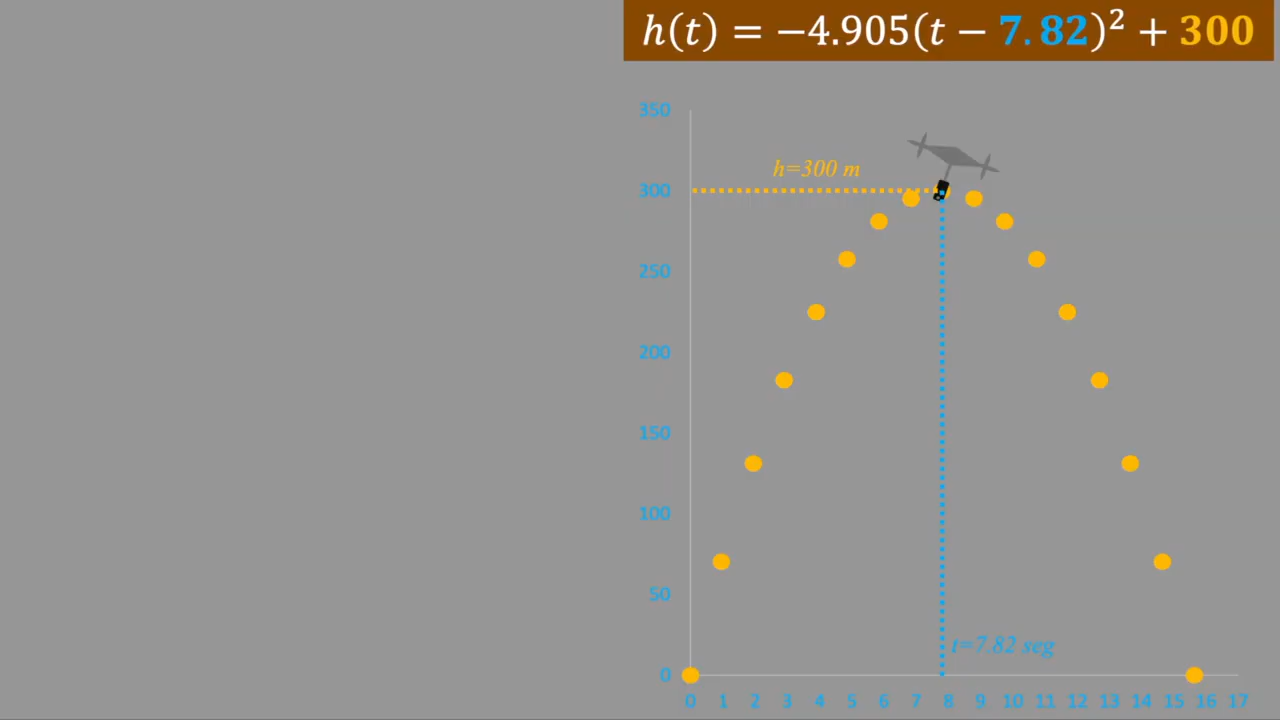 h(t) = −4.905(t − 7.82)² + 300
350
h=300 m
300
250
200
150
100
50
t=7.82 seg
0
0 1 2 3 4 5 6 7 8 9 10 11 12 13 14 15 16 17